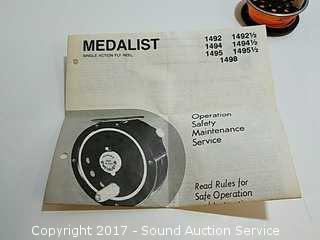 MEDALIST
SINGLE ACTION FLY REEL
1492 1492½
1494 1494½
1495 1495½
1498
Operation
Safety
Maintenance
Service
Read Rules for
Safe Operation
Copyright 2017 - Sound Auction Service